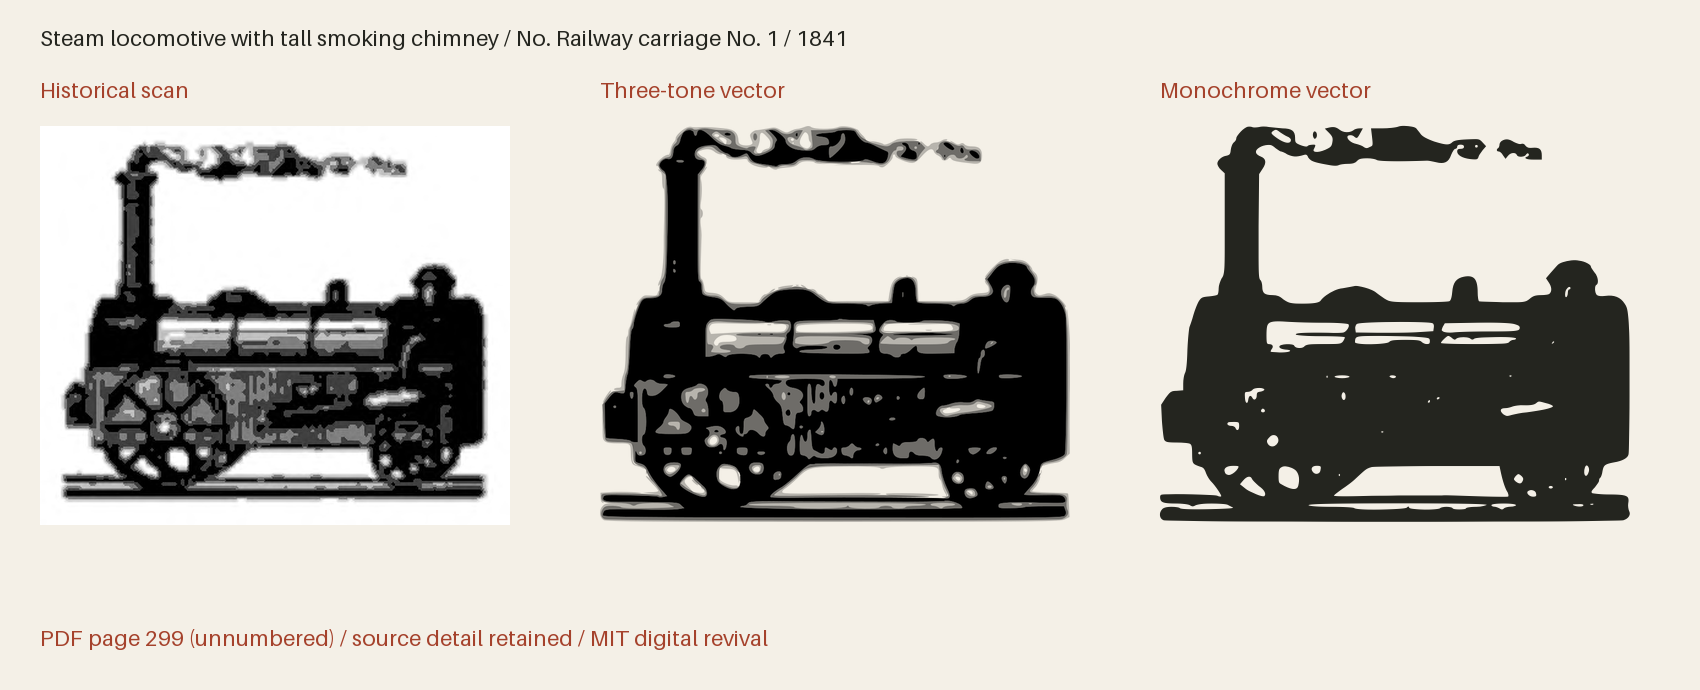 Steam locomotive with tall smoking chimney / No. Railway carriage No. 1 / 1841
Historical scan
Three-tone vector
Monochrome vector
PDF page 299 (unnumbered) / source detail retained / MIT digital revival